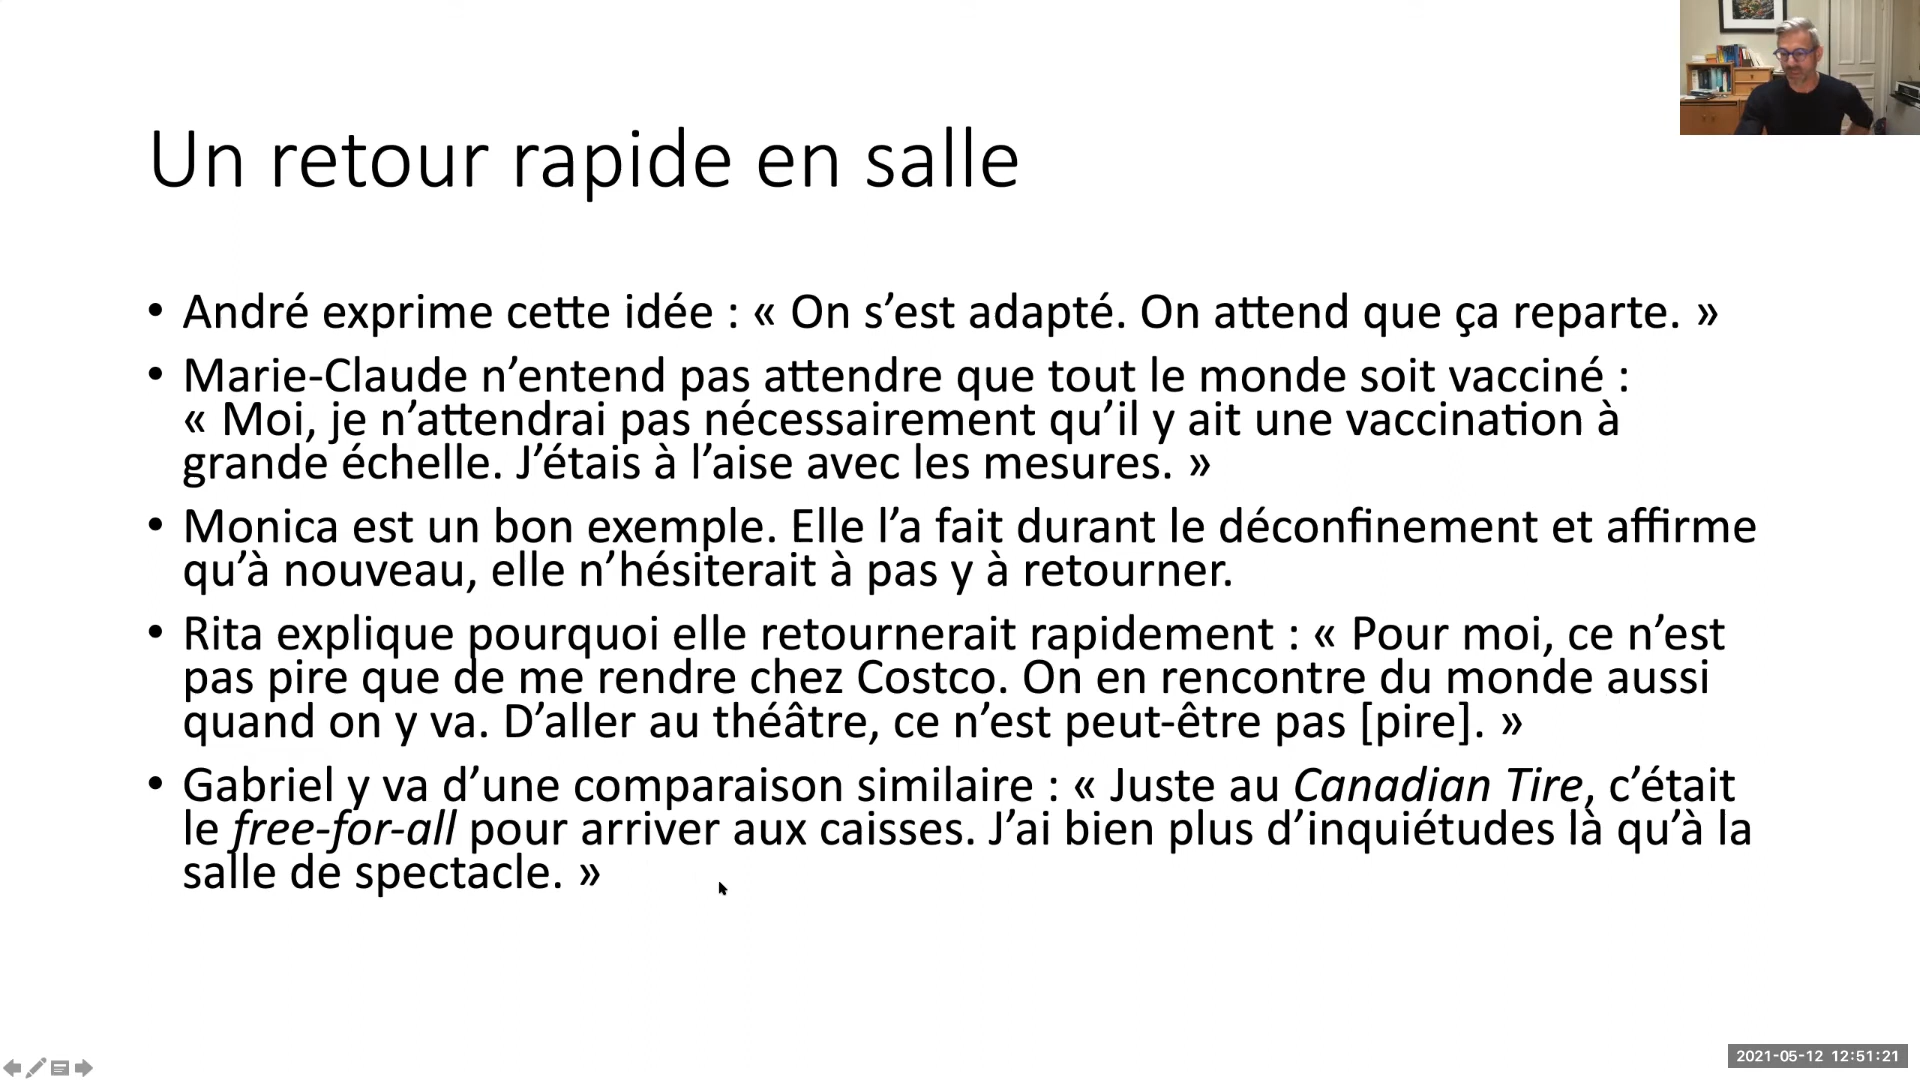 Un retour rapide en salle
• André exprime cette idée : « On s’est adapté. On attend que ça reparte. »
• Marie-Claude n’entend pas attendre que tout le monde soit vacciné :
« Moi, je n’attendrai pas nécessairement qu’il y ait une vaccination à
grande échelle. J’étais à l’aise avec les mesures. »
• Monica est un bon exemple. Elle l’a fait durant le déconfinement et affirme
qu’à nouveau, elle n’hésiterait à pas y à retourner.
• Rita explique pourquoi elle retournerait rapidement : « Pour moi, ce n’est
pas pire que de me rendre chez Costco. On en rencontre du monde aussi
quand on y va. D’aller au théâtre, ce n’est peut-être pas [pire]. »
• Gabriel y va d’une comparaison similaire : « Juste au Canadian Tire, c’était
le free-for-all pour arriver aux caisses. J’ai bien plus d’inquiétudes là qu’à la
salle de spectacle. »
2021-05-12 12:51:21